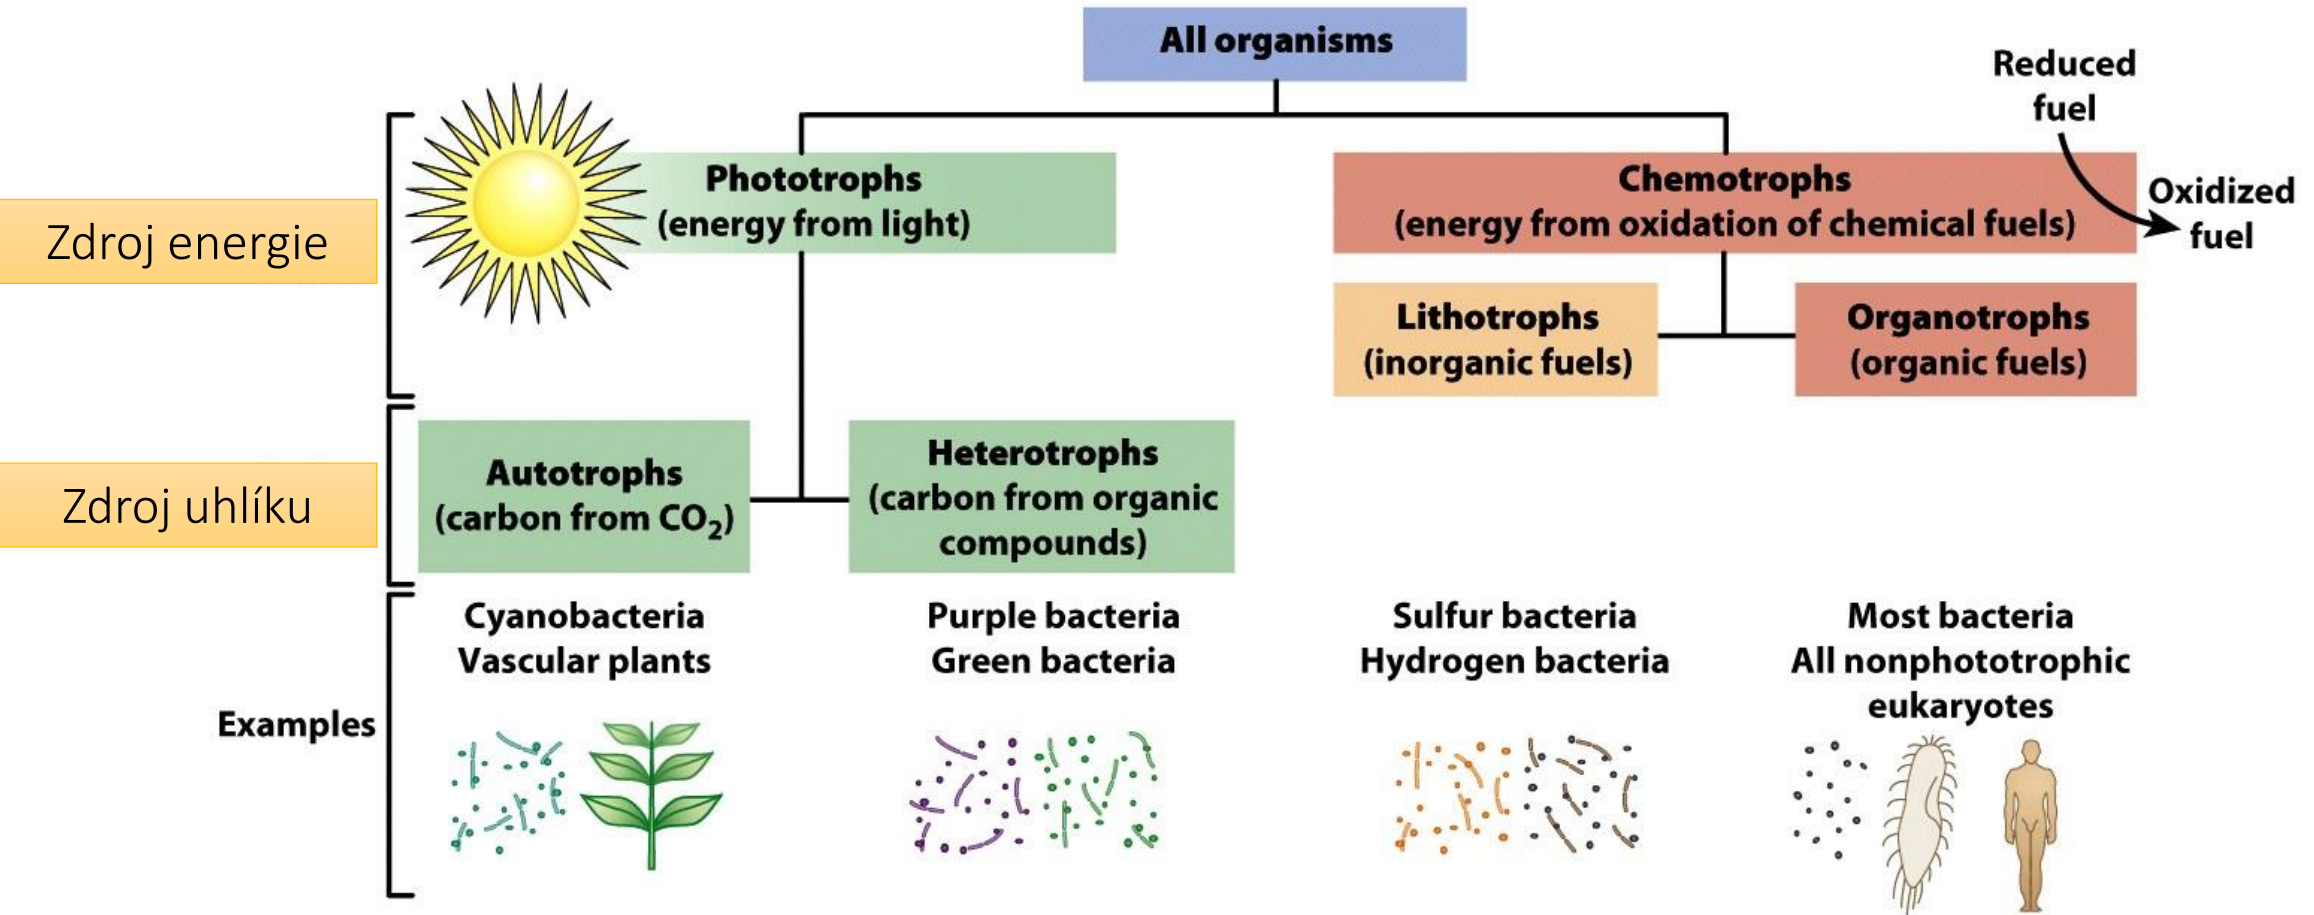 All organisms
Reduced
fuel
Oxidized
fuel
Zdroj energie
Phototrophs
(energy from light)
Chemotrophs
(energy from oxidation of chemical fuels)
Lithotrophs
(inorganic fuels)
Organotrophs
(organic fuels)
Zdroj uhlíku
Autotrophs
(carbon from CO₂)
Heterotrophs
(carbon from organic
compounds)
Examples
Cyanobacteria
Vascular plants
Purple bacteria
Green bacteria
Sulfur bacteria
Hydrogen bacteria
Most bacteria
All nonphototrophic
eukaryotes